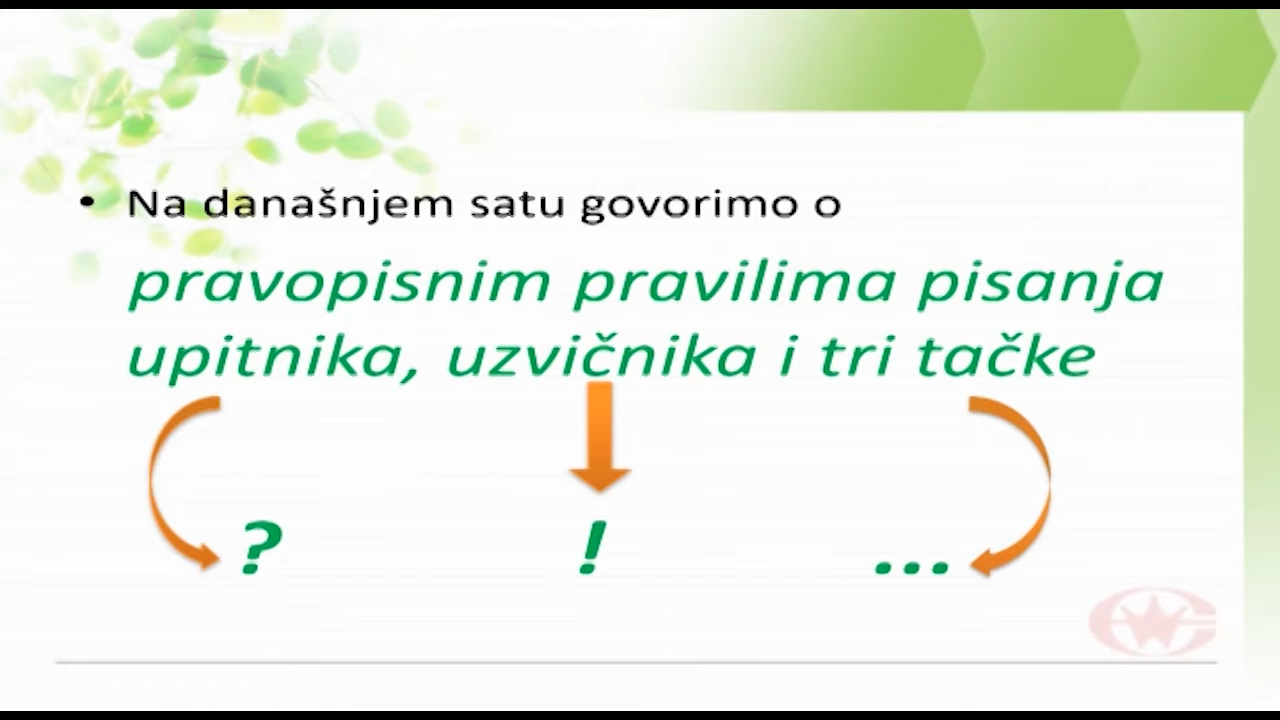 • Na današnjem satu govorimo o
pravopisnim pravilima pisanja
upitnika, uzvičnika i tri tačke
? ! ...